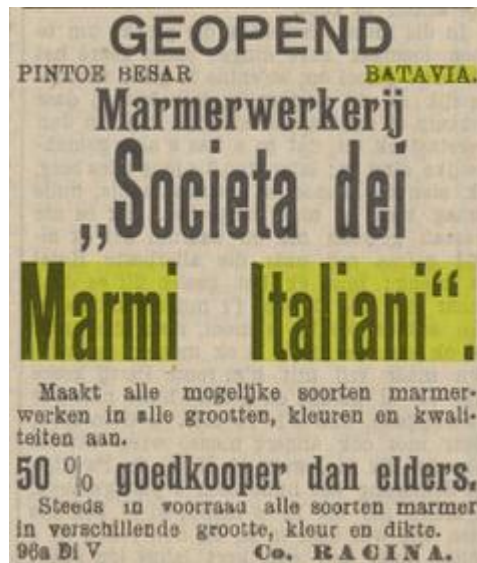 GEOPEND
PINTOE BESAR BATAVIA.
Marmerwerkerij
„Societa dei
Marmi Italiani“.
Maakt alle mogelijke soorten marmer-
werken in alle grootten, kleuren en kwali-
teiten aan.
50 % goedkooper dan elders.
Steeds in voorraad alle soorten marmer
in verschillende grootte, kleur en dikte.
96a Di V Co. RACINA.